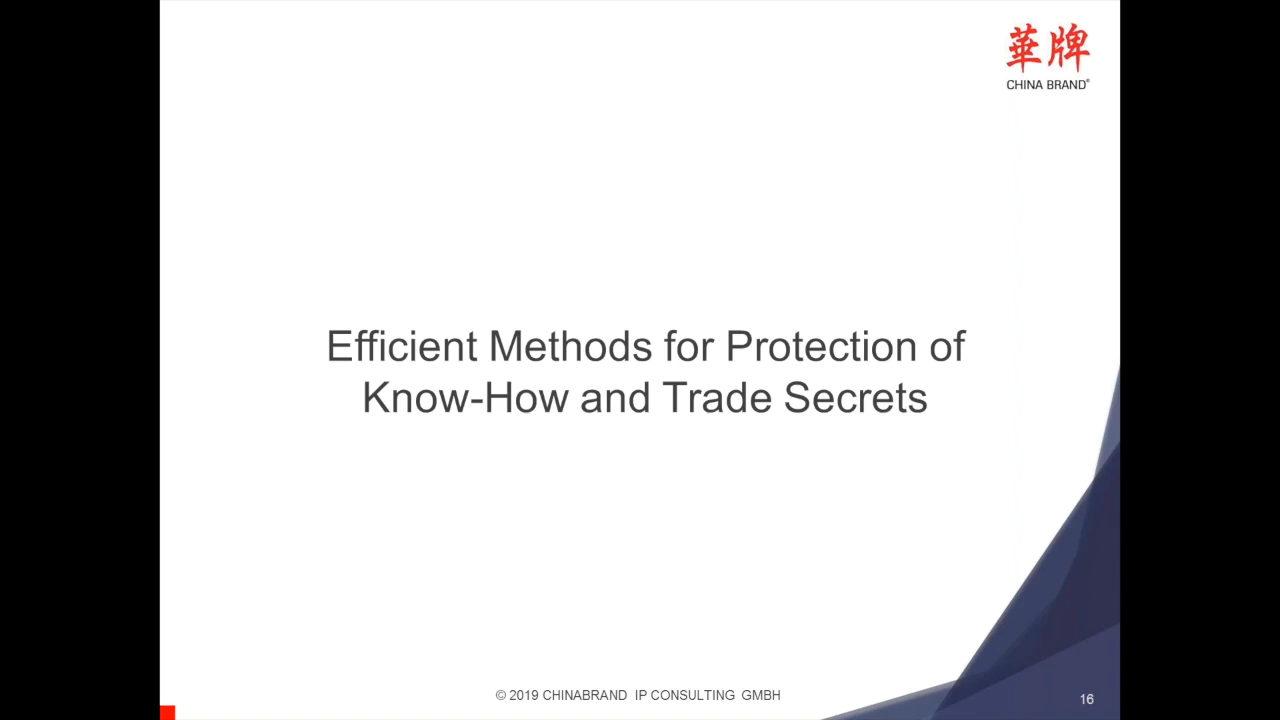 華牌
CHINA BRAND®
Efficient Methods for Protection of
Know-How and Trade Secrets
© 2019 CHINABRAND IP CONSULTING GMBH
16